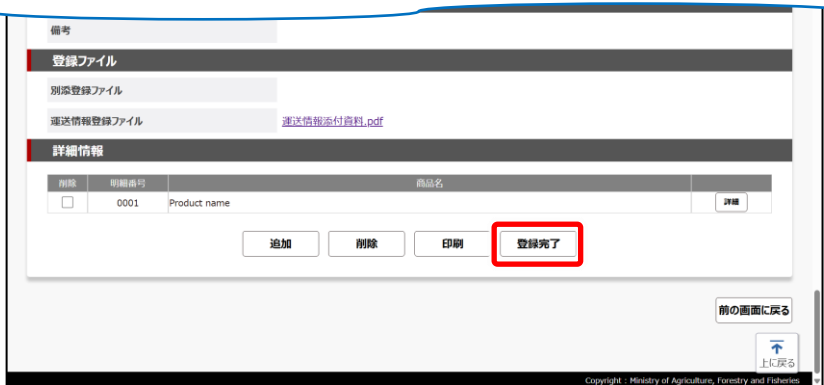 備考
登録ファイル
別添登録ファイル
運送情報登録ファイル 運送情報添付資料.pdf
詳細情報
削除 明細番号 商品名
0001 Product name 詳細
追加 削除 印刷 登録完了
前の画面に戻る
上に戻る
Copyright : Ministry of Agriculture, Forestry and Fisheries